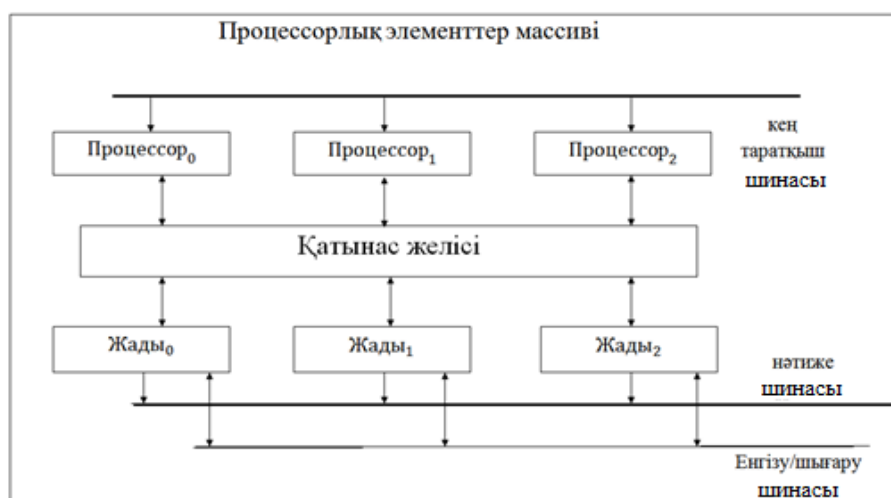 Процессорлық элементтер массиві
кең
таратқыш
шинасы
Процессор₀
Процессор₁
Процессор₂
Қатынас желісі
Жады₀
Жады₁
Жады₂
нәтиже
шинасы
Енгізу/шығару
шинасы